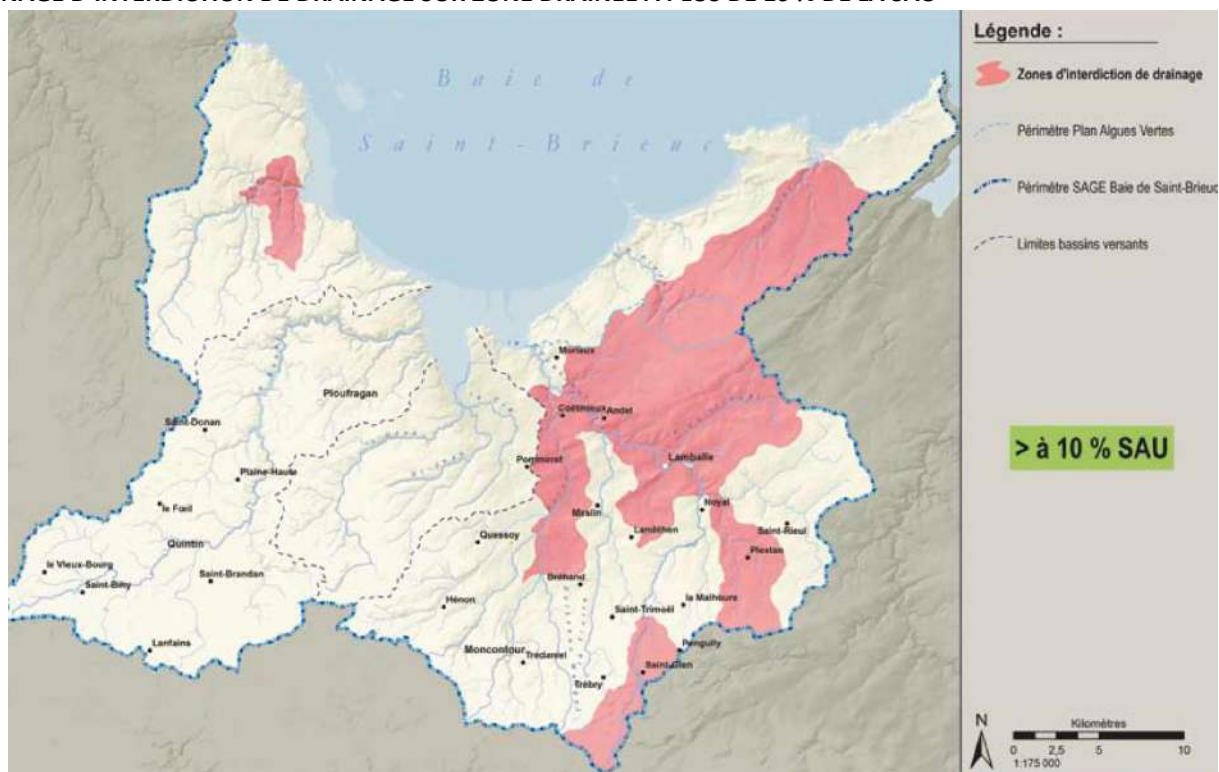 Baie de
Saint-Brieuc
Morieux
Coëtmieux
Andel
Ploufragan
Saint-Donan
Plaine-Haute
Pommeret
Lamballe
le Fœil
Meslin
Noyal
Quessoy
Saint-Rieul
Quintin
Plestan
le Vieux-Bourg
Saint-Brandan
Saint-Bihy
Bréhand
Hénon
Saint-Trimoël
la Malhoure
Lanfains
Moncontour
Trédaniel
Penguily
Saint-Glen
Trébry
Légende :
Zones d'interdiction de drainage
Périmètre Plan Algues Vertes
Périmètre SAGE Baie de Saint-Brieuc
Limites bassins versants
> à 10 % SAU
N
Kilomètres
0 2,5 5 10
1:175 000